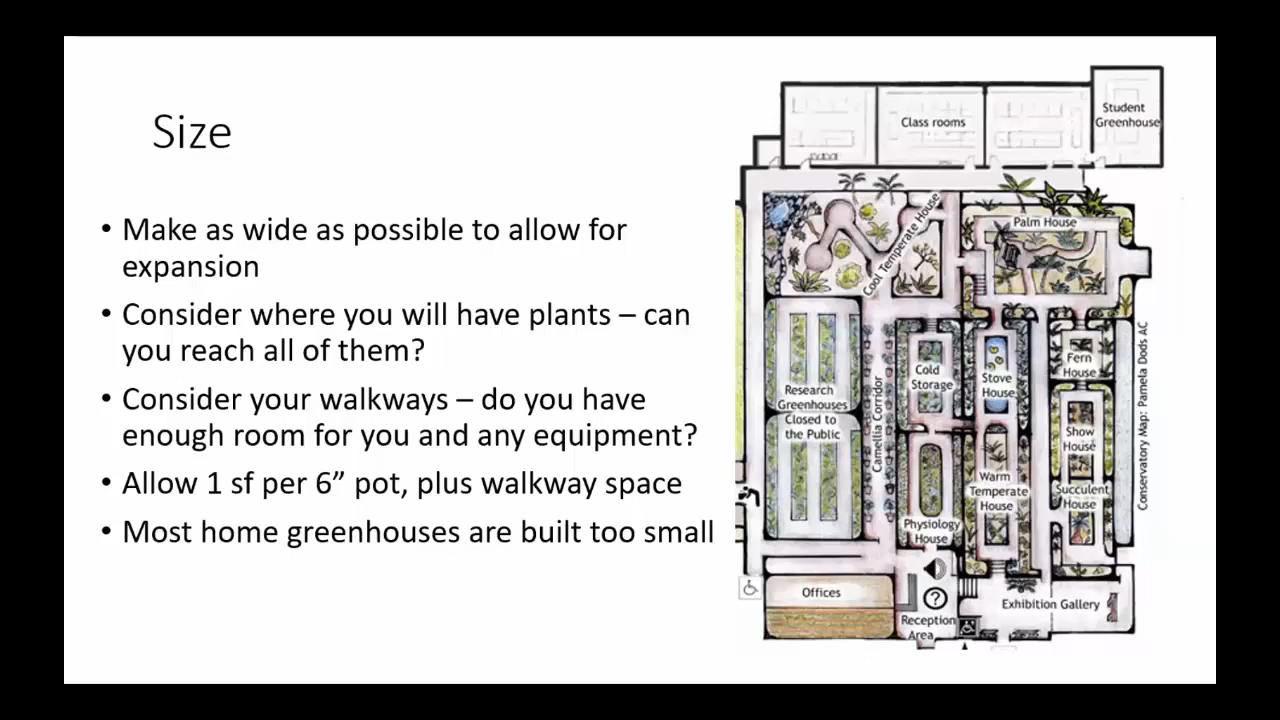 Size
• Make as wide as possible to allow for
expansion
• Consider where you will have plants – can
you reach all of them?
• Consider your walkways – do you have
enough room for you and any equipment?
• Allow 1 sf per 6” pot, plus walkway space
• Most home greenhouses are built too small
Class rooms
Student
Greenhouse
Cool Temperate House
Palm House
Research
Greenhouses
Closed to
the Public
Camellia Corridor
Cold
Storage
Stove
House
Fern
House
Show
House
Warm
Temperate
House
Succulent
House
Physiology
House
Offices
?
Reception
Area
Exhibition Gallery
Conservatory Map: Pamela Dods AC